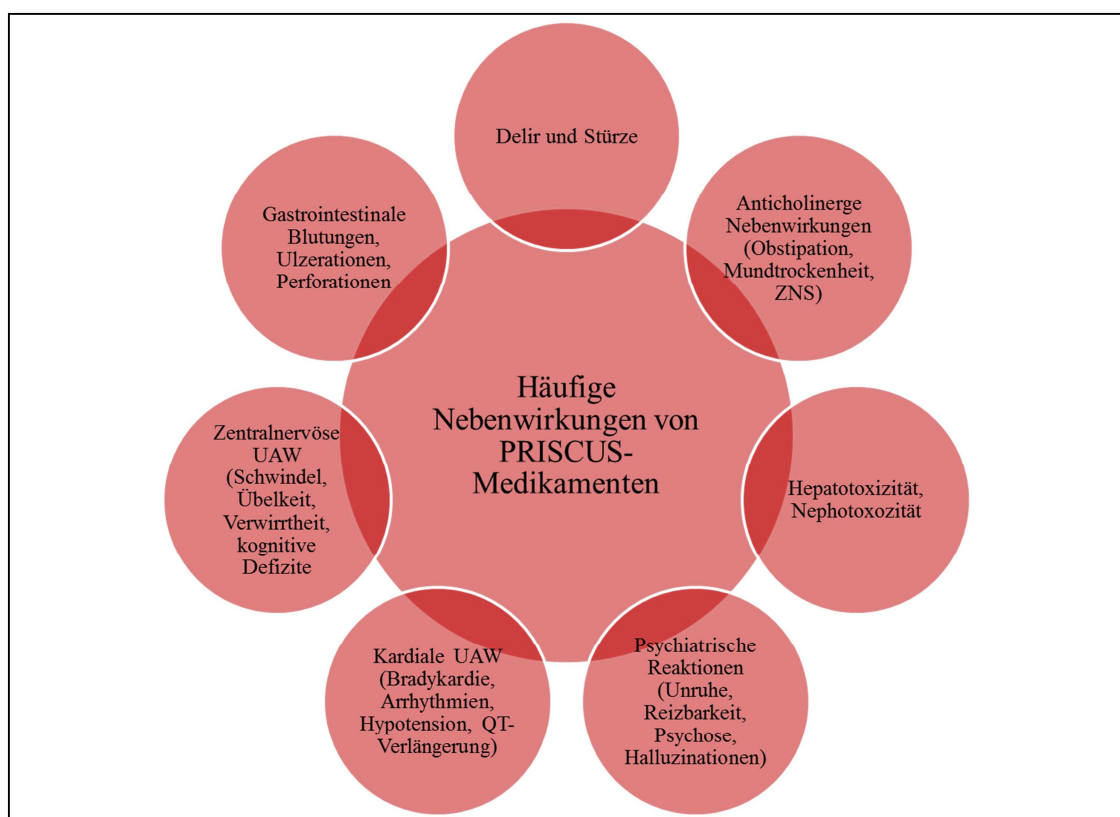 Delir und Stürze
Anticholinerge
Nebenwirkungen
(Obstipation,
Mundtrockenheit,
ZNS)
Hepatotoxizität,
Nephotoxozität
Psychiatrische
Reaktionen
(Unruhe,
Reizbarkeit,
Psychose,
Halluzinationen)
Kardiale UAW
(Bradykardie,
Arrhythmien,
Hypotension, QT-
Verlängerung)
Zentralnervöse
UAW
(Schwindel,
Übelkeit,
Verwirrtheit,
kognitive
Defizite
Gastrointestinale
Blutungen,
Ulzerationen,
Perforationen
Häufige
Nebenwirkungen von
PRISCUS-
Medikamenten